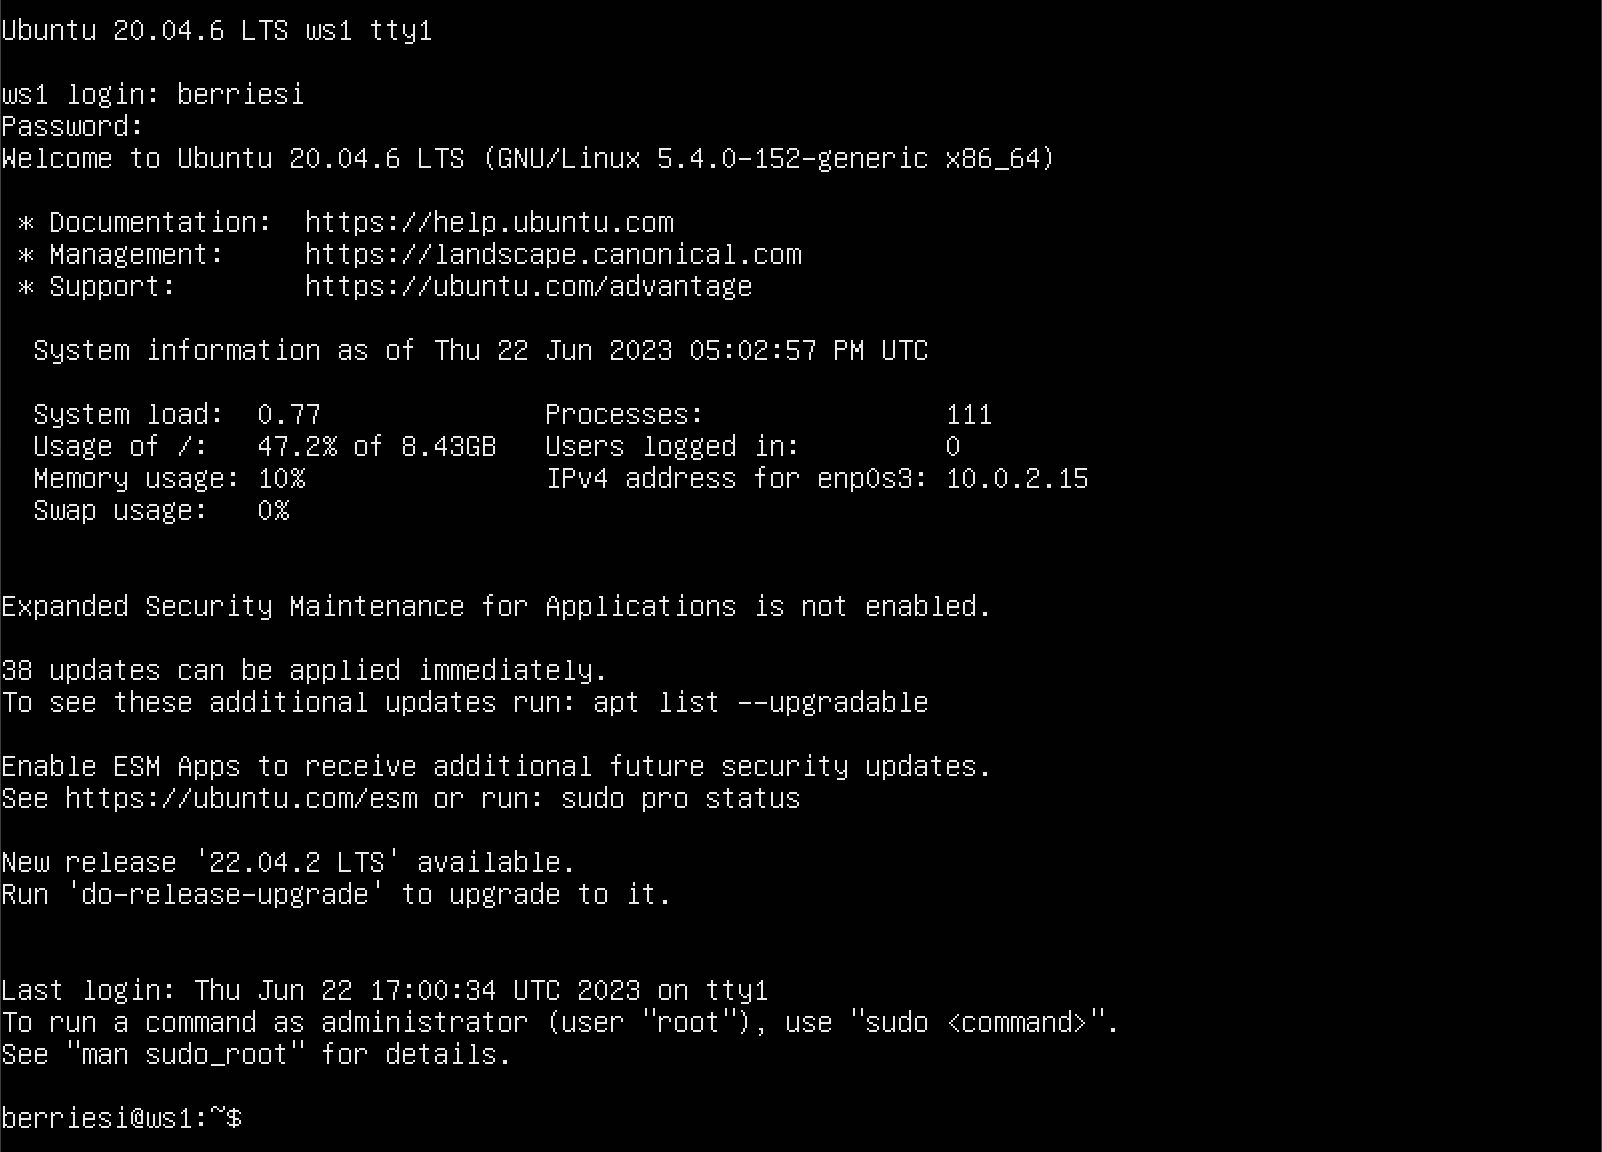 Ubuntu 20.04.6 LTS ws1 tty1
ws1 login: berriesi
Password:
Welcome to Ubuntu 20.04.6 LTS (GNU/Linux 5.4.0-152-generic x86_64)
* Documentation:  https://help.ubuntu.com
* Management:     https://landscape.canonical.com
* Support:        https://ubuntu.com/advantage
System information as of Thu 22 Jun 2023 05:02:57 PM UTC
System load:  0.77              Processes:               111
Usage of /:   47.2% of 8.43GB   Users logged in:         0
Memory usage: 10%               IPv4 address for enp0s3: 10.0.2.15
Swap usage:   0%
Expanded Security Maintenance for Applications is not enabled.
38 updates can be applied immediately.
To see these additional updates run: apt list --upgradable
Enable ESM Apps to receive additional future security updates.
See https://ubuntu.com/esm or run: sudo pro status
New release '22.04.2 LTS' available.
Run 'do-release-upgrade' to upgrade to it.
Last login: Thu Jun 22 17:00:34 UTC 2023 on tty1
To run a command as administrator (user "root"), use "sudo <command>".
See "man sudo_root" for details.
berriesi@ws1:~$